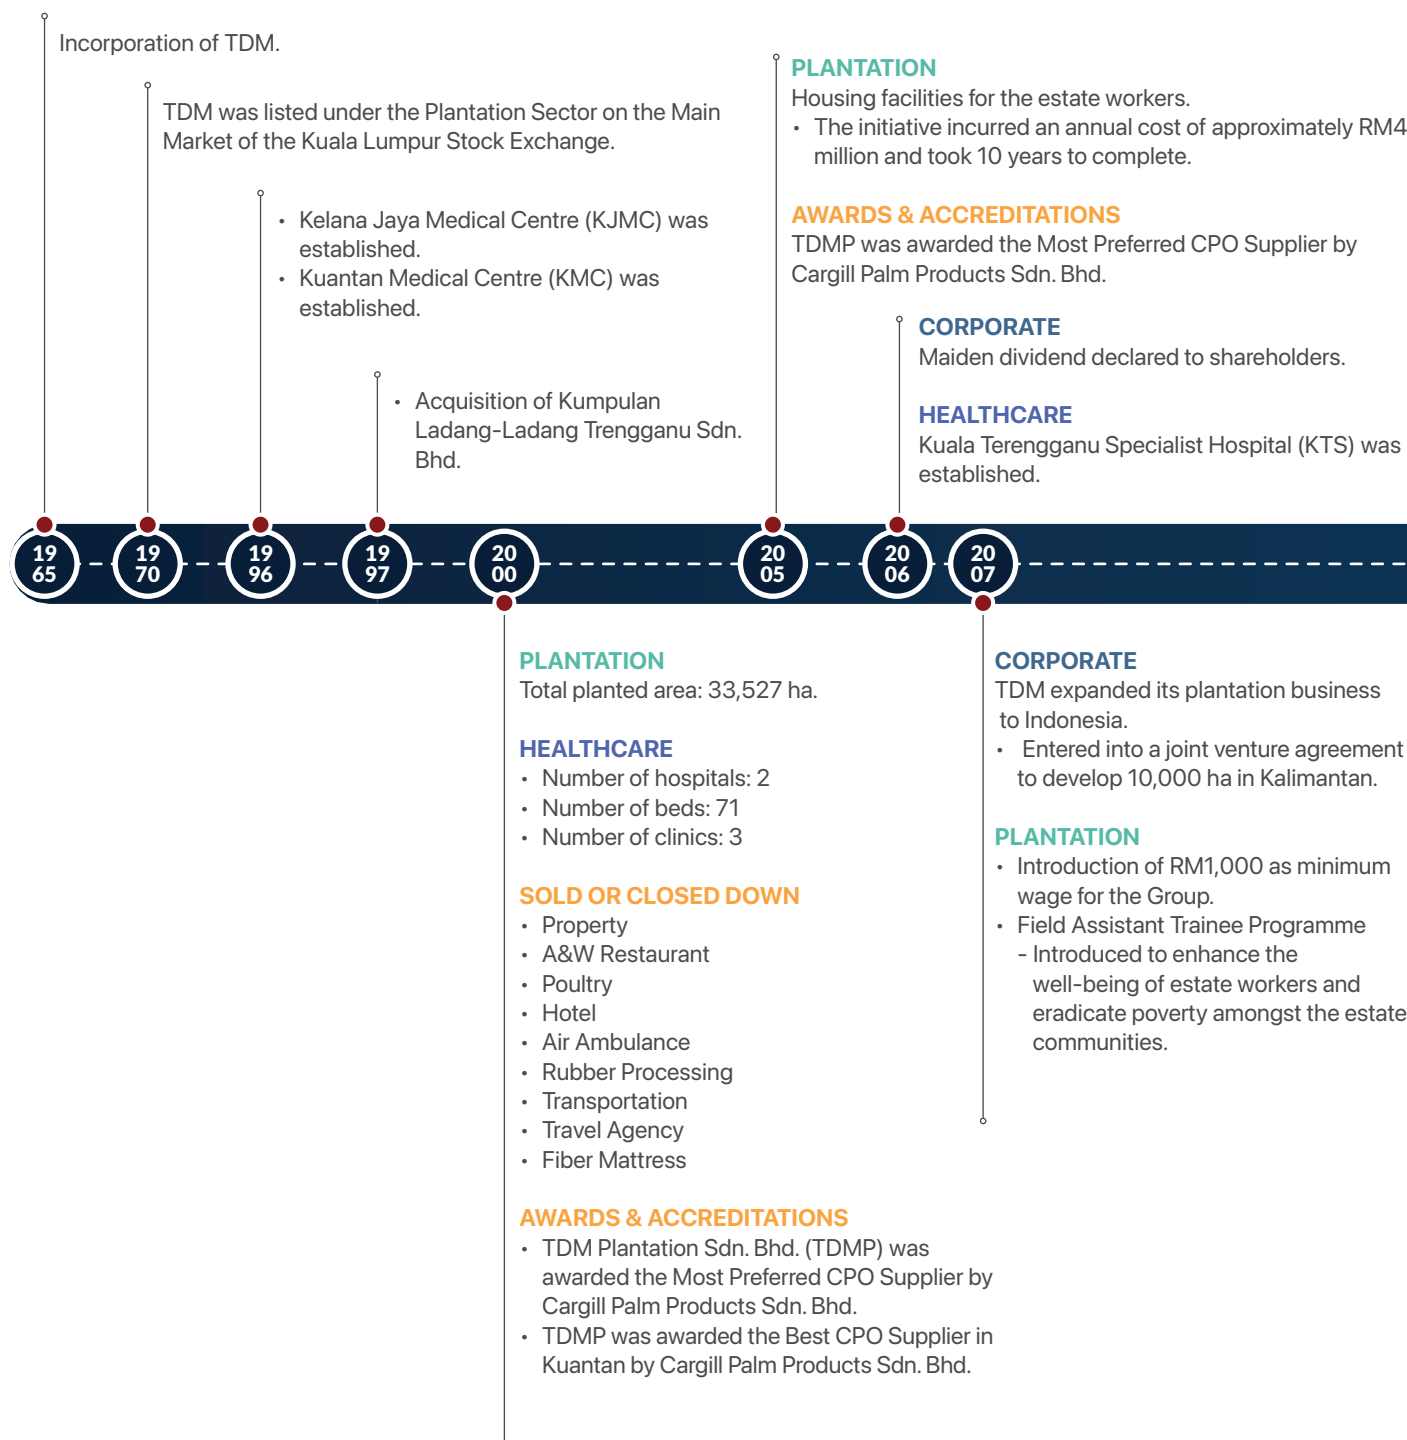 Incorporation of TDM.
TDM was listed under the Plantation Sector on the Main
Market of the Kuala Lumpur Stock Exchange.
• Kelana Jaya Medical Centre (KJMC) was
established.
• Kuantan Medical Centre (KMC) was
established.
• Acquisition of Kumpulan
Ladang-Ladang Trengganu Sdn.
Bhd.
PLANTATION
Housing facilities for the estate workers.
• The initiative incurred an annual cost of approximately RM4
million and took 10 years to complete.
AWARDS & ACCREDITATIONS
TDMP was awarded the Most Preferred CPO Supplier by
Cargill Palm Products Sdn. Bhd.
CORPORATE
Maiden dividend declared to shareholders.
HEALTHCARE
Kuala Terengganu Specialist Hospital (KTS) was
established.
19
65
19
70
19
96
19
97
20
00
20
05
20
06
20
07
PLANTATION
Total planted area: 33,527 ha.
HEALTHCARE
• Number of hospitals: 2
• Number of beds: 71
• Number of clinics: 3
SOLD OR CLOSED DOWN
• Property
• A&W Restaurant
• Poultry
• Hotel
• Air Ambulance
• Rubber Processing
• Transportation
• Travel Agency
• Fiber Mattress
AWARDS & ACCREDITATIONS
• TDM Plantation Sdn. Bhd. (TDMP) was
awarded the Most Preferred CPO Supplier by
Cargill Palm Products Sdn. Bhd.
• TDMP was awarded the Best CPO Supplier in
Kuantan by Cargill Palm Products Sdn. Bhd.
CORPORATE
TDM expanded its plantation business
to Indonesia.
• Entered into a joint venture agreement
to develop 10,000 ha in Kalimantan.
PLANTATION
• Introduction of RM1,000 as minimum
wage for the Group.
• Field Assistant Trainee Programme
- Introduced to enhance the
well-being of estate workers and
eradicate poverty amongst the estate
communities.